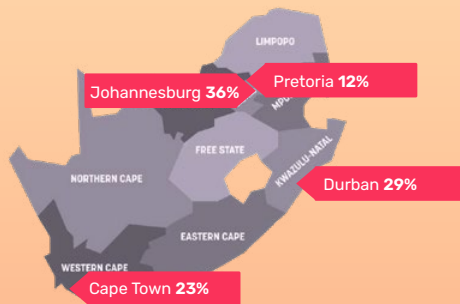 LIMPOPO
Pretoria 12%
Johannesburg 36%
FREE STATE
KWAZULU-NATAL
NORTHERN CAPE
Durban 29%
EASTERN CAPE
WESTERN CAPE
Cape Town 23%